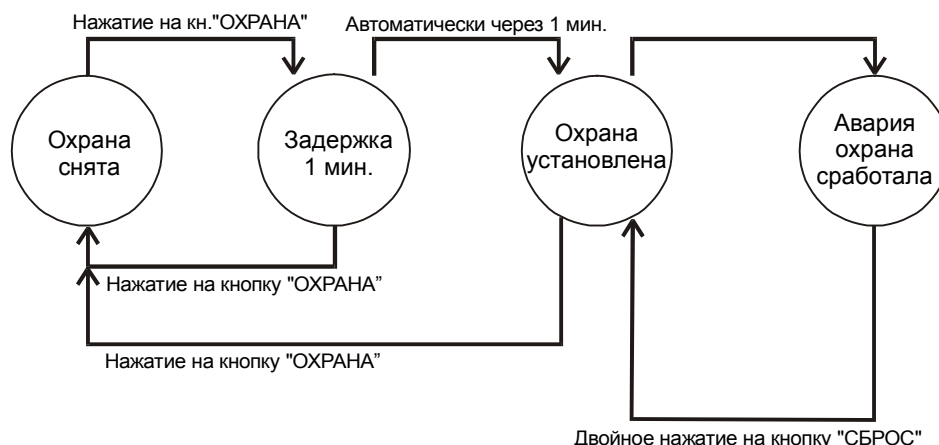 Нажатие на кн."ОХРАНА"
Автоматически через 1 мин.
Охрана
снята
Задержка
1 мин.
Охрана
установлена
Авария
охрана
сработала
Нажатие на кнопку "ОХРАНА”
Нажатие на кнопку "ОХРАНА”
Двойное нажатие на кнопку "СБРОС"